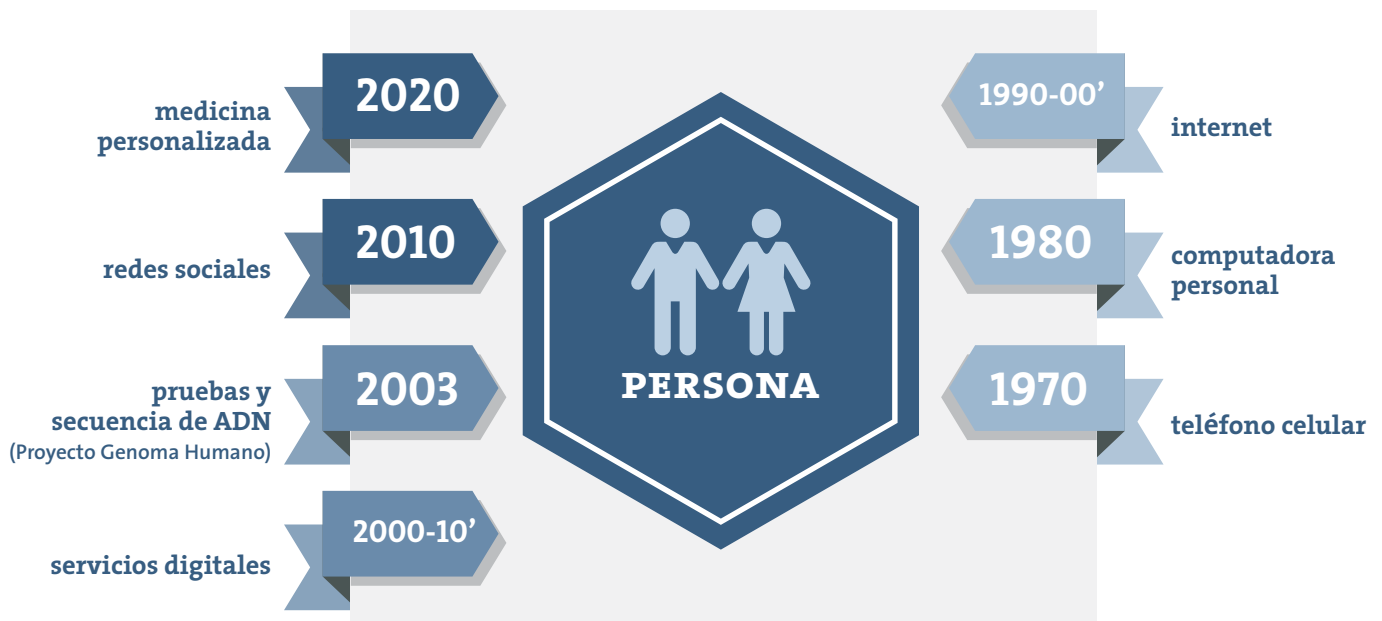 2020
medicina
personalizada
2010
redes sociales
2003
pruebas y
secuencia de ADN
(Proyecto Genoma Humano)
2000-10’
servicios digitales
PERSONA
1990-00’
internet
1980
computadora
personal
1970
teléfono celular